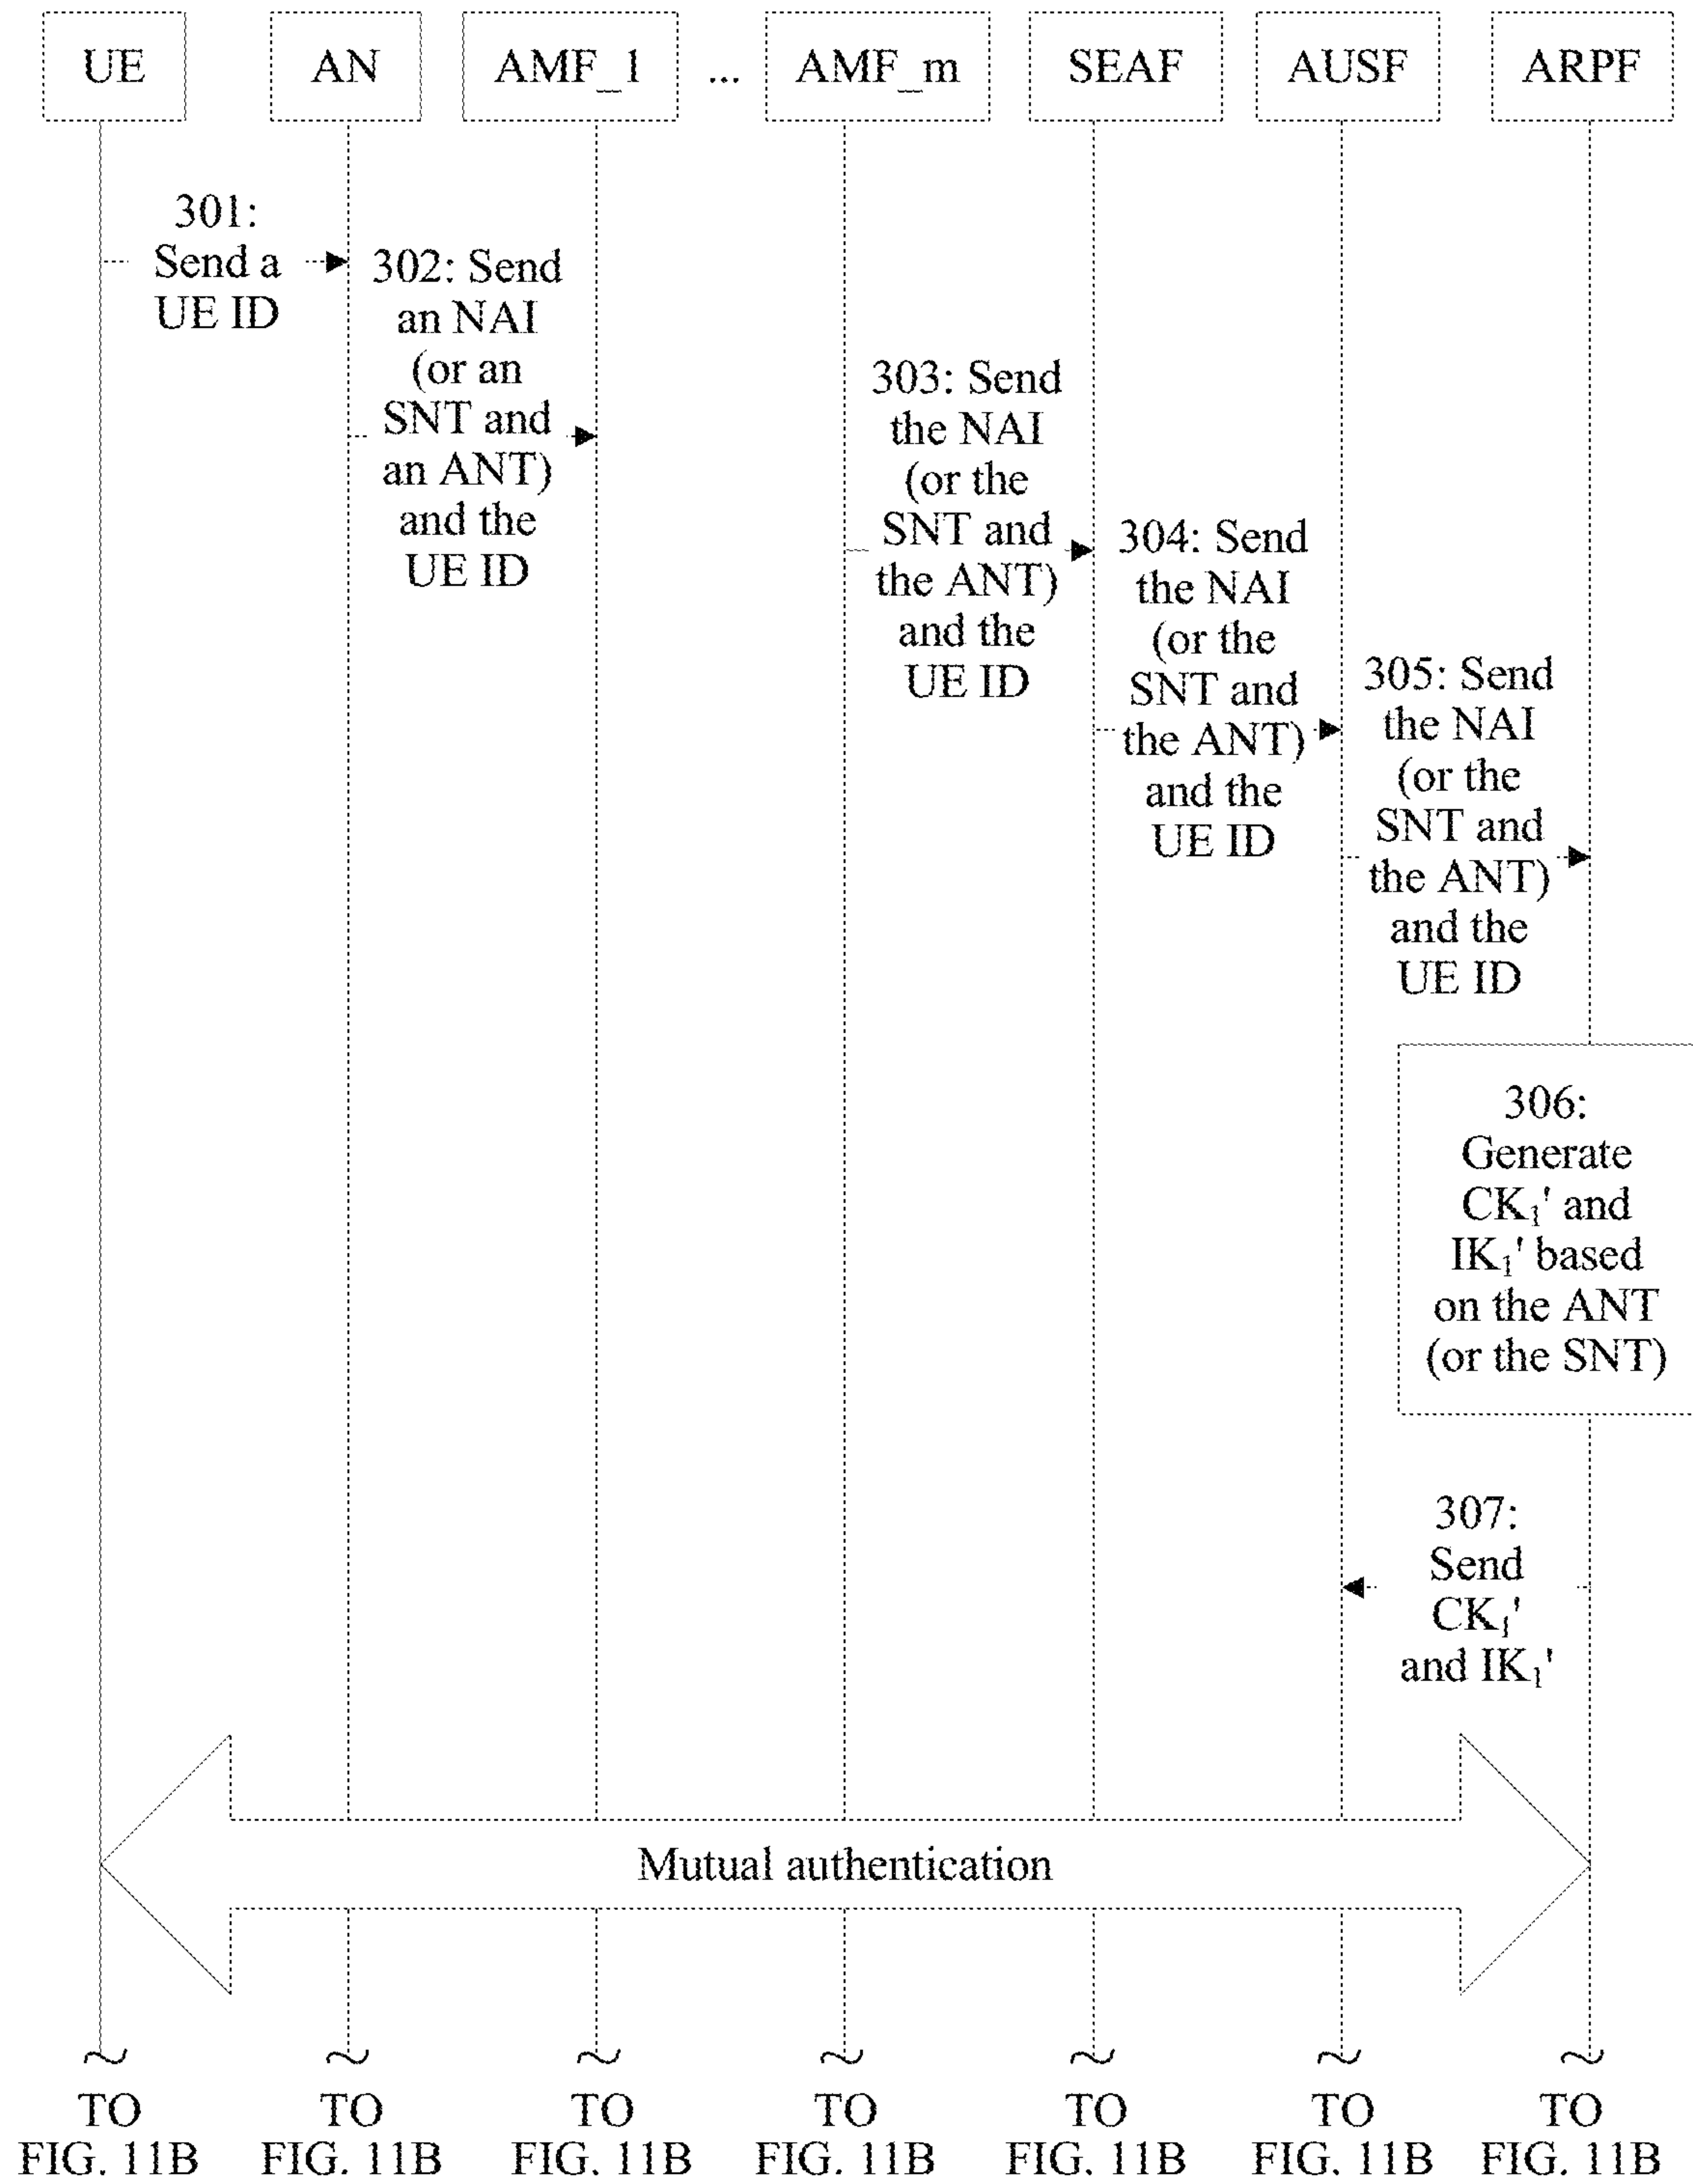 UE AN AMF_1 ... AMF_m SEAF AUSF ARPF
301:
Send a
UE ID
302: Send
an NAI
(or an
SNT and
an ANT)
and the
UE ID
303: Send
the NAI
(or the
SNT and
the ANT)
and the
UE ID
304: Send
the NAI
(or the
SNT and
the ANT)
and the
UE ID
305: Send
the NAI
(or the
SNT and
the ANT)
and the
UE ID
306:
Generate
CK₁' and
IK₁' based
on the ANT
(or the SNT)
307:
Send
CK₁'
and IK₁'
Mutual authentication
TO TO TO TO TO TO TO
FIG. 11B FIG. 11B FIG. 11B FIG. 11B FIG. 11B FIG. 11B FIG. 11B